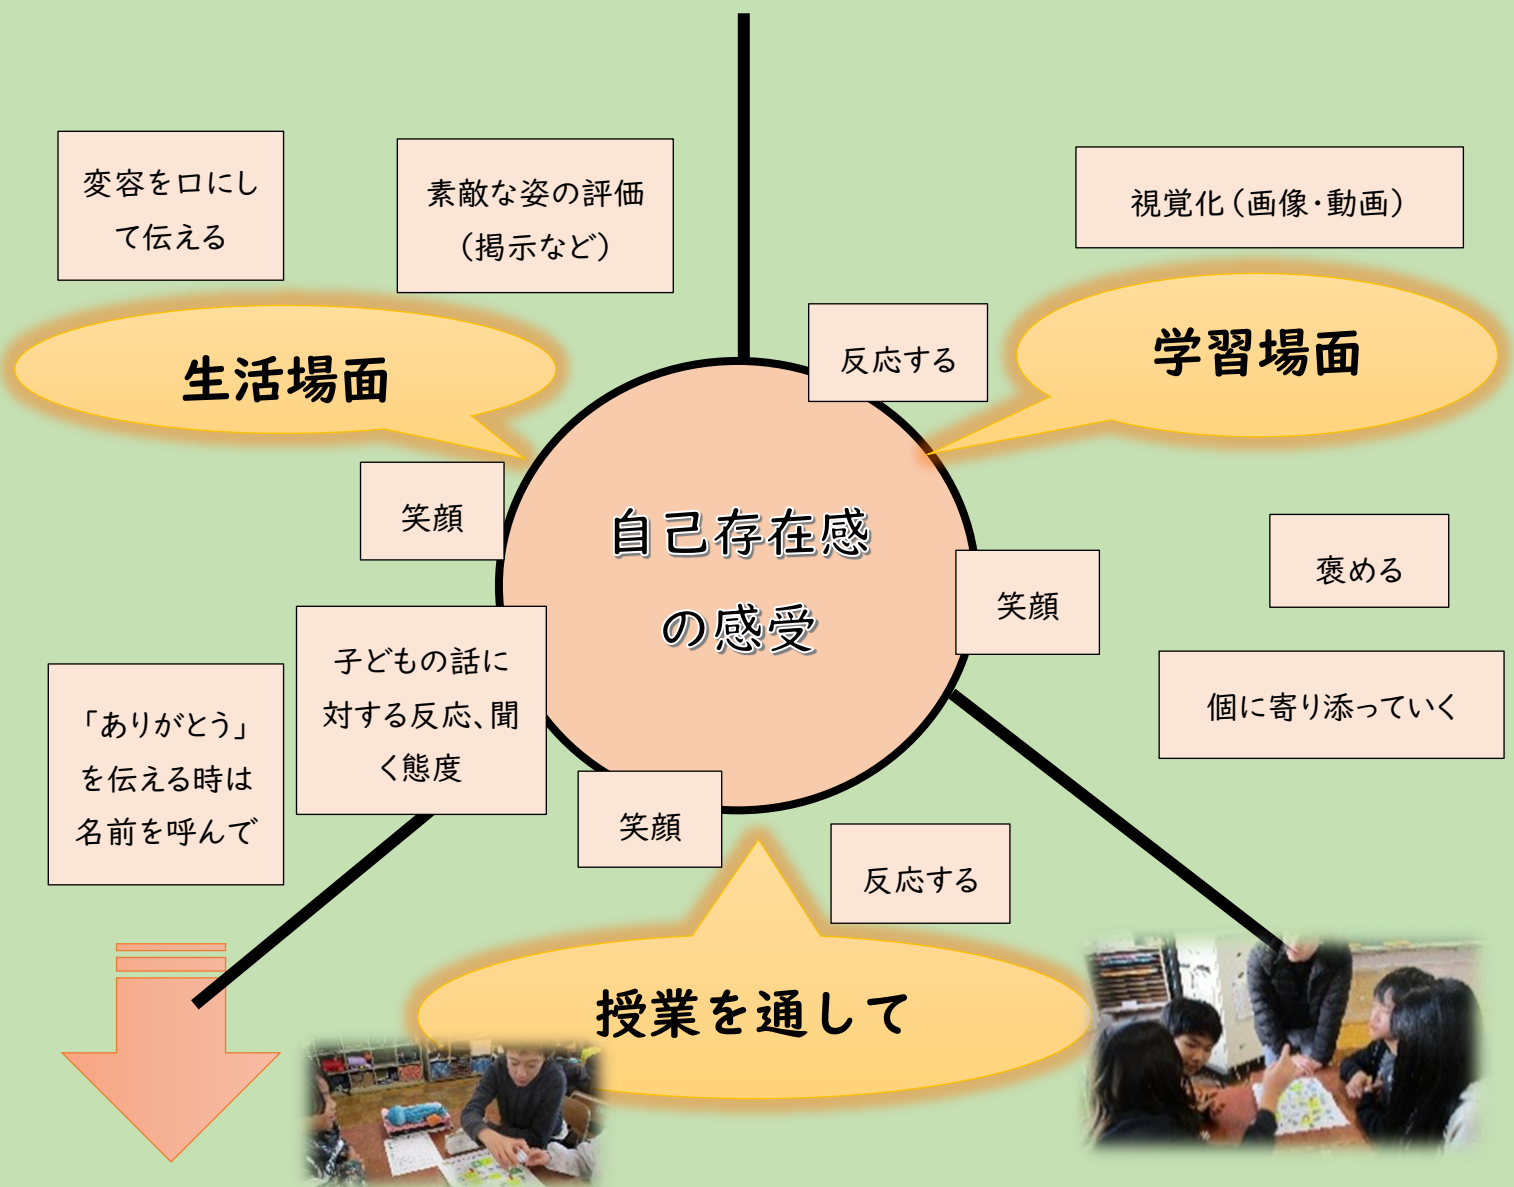 変容を口にし
て伝える
素敵な姿の評価
（掲示など）
視覚化（画像・動画）
生活場面
反応する
学習場面
笑顔
自己存在感
の感受
笑顔
褒める
個に寄り添っていく
子どもの話に
対する反応、聞
く態度
「ありがとう」
を伝える時は
名前を呼んで
笑顔
反応する
授業を通して